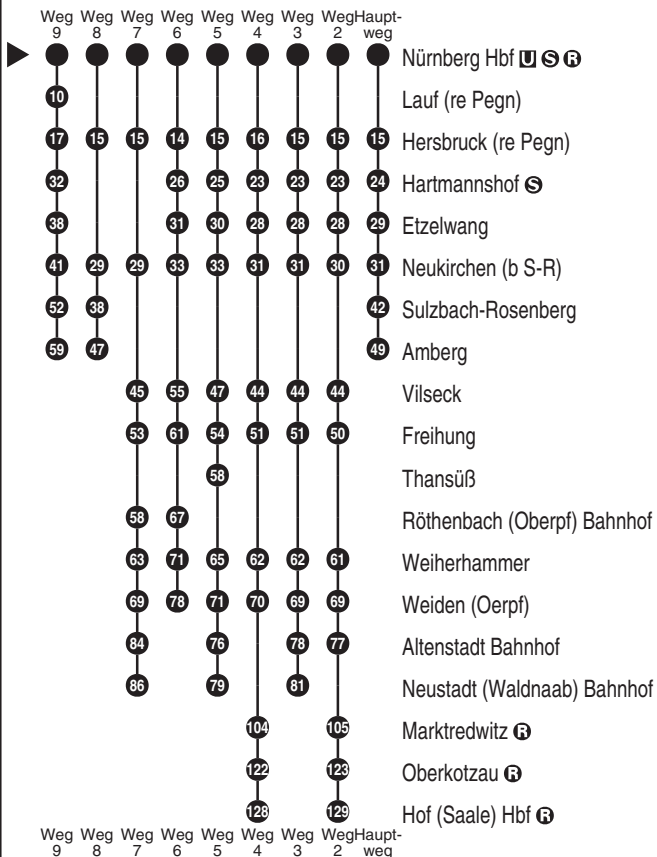 Weg Weg Weg Weg Weg Weg Weg Weg Haupt-
9 8 7 6 5 4 3 2 weg
Nürnberg Hbf U S R
10 Lauf (re Pegn)
17 15 15 14 15 16 15 15 15 Hersbruck (re Pegn)
32 26 25 23 23 23 24 Hartmannshof S
38 31 30 28 28 28 29 Etzelwang
41 29 29 33 33 31 31 30 31 Neukirchen (b S-R)
52 38 42 Sulzbach-Rosenberg
59 47 49 Amberg
45 55 47 44 44 44 Vilseck
53 61 54 51 51 50 Freihung
58 Thansüß
58 67 Röthenbach (Oberpf) Bahnhof
63 71 65 62 62 61 Weiherhammer
69 78 71 70 69 69 Weiden (Oerpf)
84 76 78 77 Altenstadt Bahnhof
86 79 81 Neustadt (Waldnaab) Bahnhof
104 105 Marktredwitz R
122 123 Oberkotzau R
128 129 Hof (Saale) Hbf R
Weg Weg Weg Weg Weg Weg Weg Weg Haupt-
9 8 7 6 5 4 3 2 weg